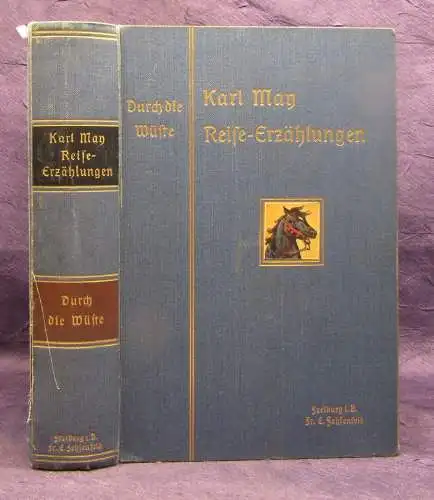 Karl May
Reise-
Erzählungen
Durch
die Wüste
Freiburg i.B.
Fr. E. Fehsenfeld
Durch die
Wüste
Karl May
Reise-Erzählungen
Freiburg i.B.
Fr. E. Fehsenfeld